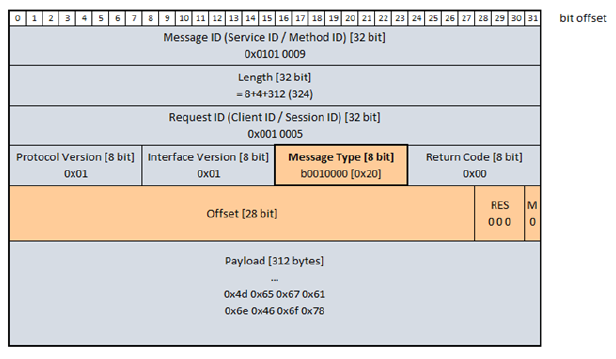 0 1 2 3 4 5 6 7 8 9 10 11 12 13 14 15 16 17 18 19 20 21 22 23 24 25 26 27 28 29 30 31 bit offset
Message ID (Service ID / Method ID) [32 bit]
0x0101 0009
Length [32 bit]
= 8+4+312 (324)
Request ID (Client ID / Session ID) [32 bit]
0x001 0005
Protocol Version [8 bit] Interface Version [8 bit] Message Type [8 bit] Return Code [8 bit]
0x01 0x01 b0010000 [0x20] 0x00
Offset [28 bit] RES M
0 0 0 0
Payload [312 bytes]
...
0x4d 0x65 0x67 0x61
0x6e 0x46 0x6f 0x78